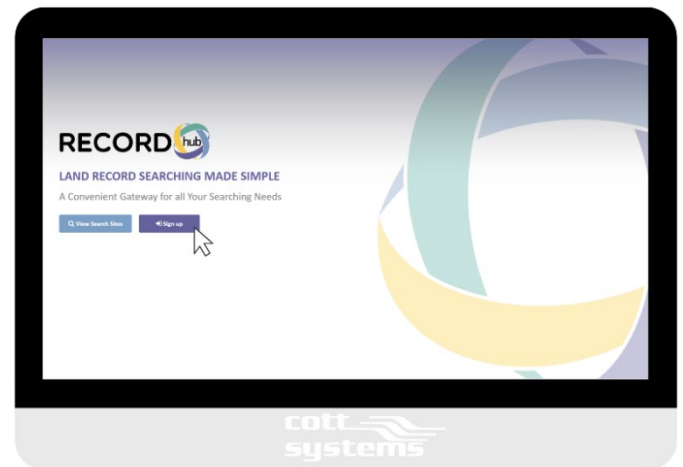 RECORD hub
LAND RECORD SEARCHING MADE SIMPLE
A Convenient Gateway for all Your Searching Needs
View Search Sites
Sign up
cott
systems